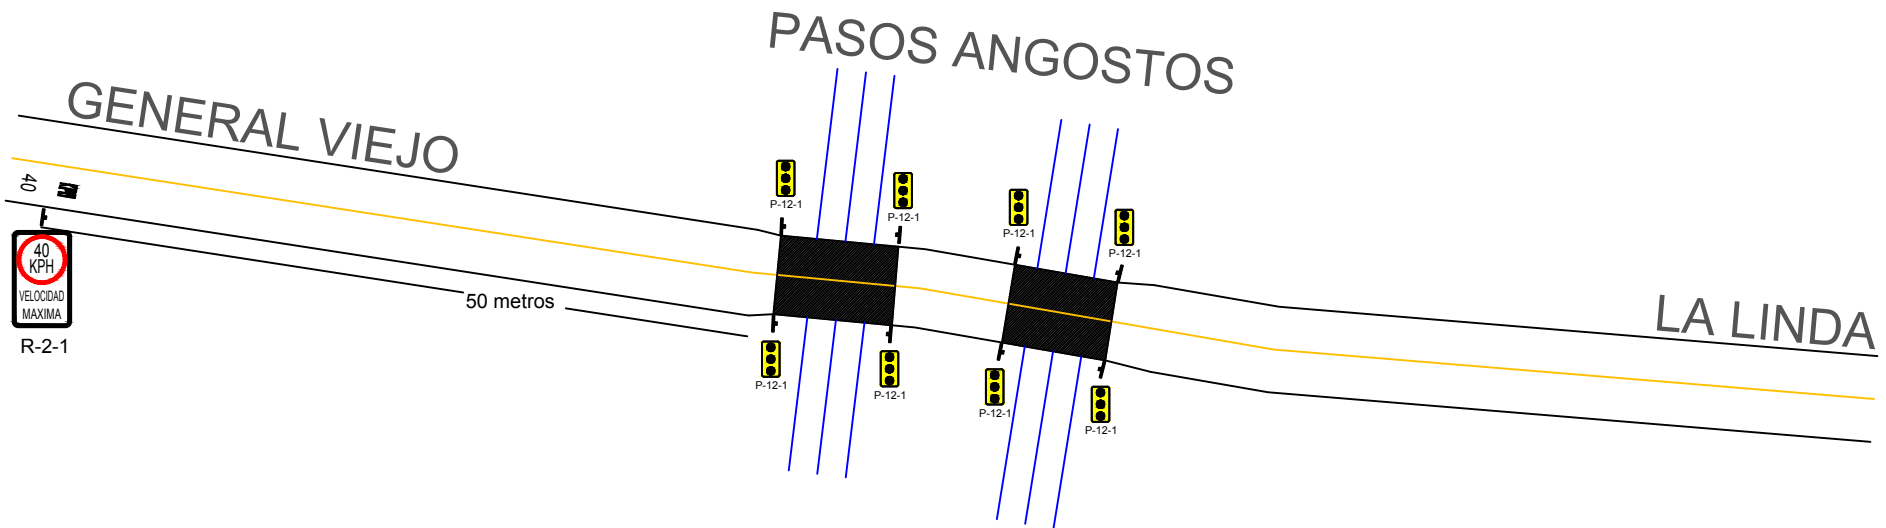 PASOS ANGOSTOS
GENERAL VIEJO
LA LINDA
40
40
KPH
VELOCIDAD
MAXIMA
R-2-1
50 metros
P-12-1
P-12-1
P-12-1
P-12-1
P-12-1
P-12-1
P-12-1
P-12-1